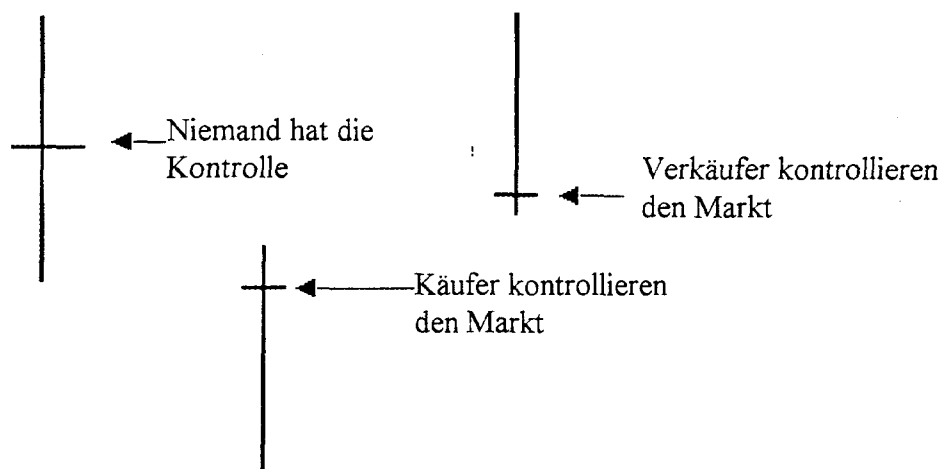 Niemand hat die
Kontrolle
Verkäufer kontrollieren
den Markt
Käufer kontrollieren
den Markt